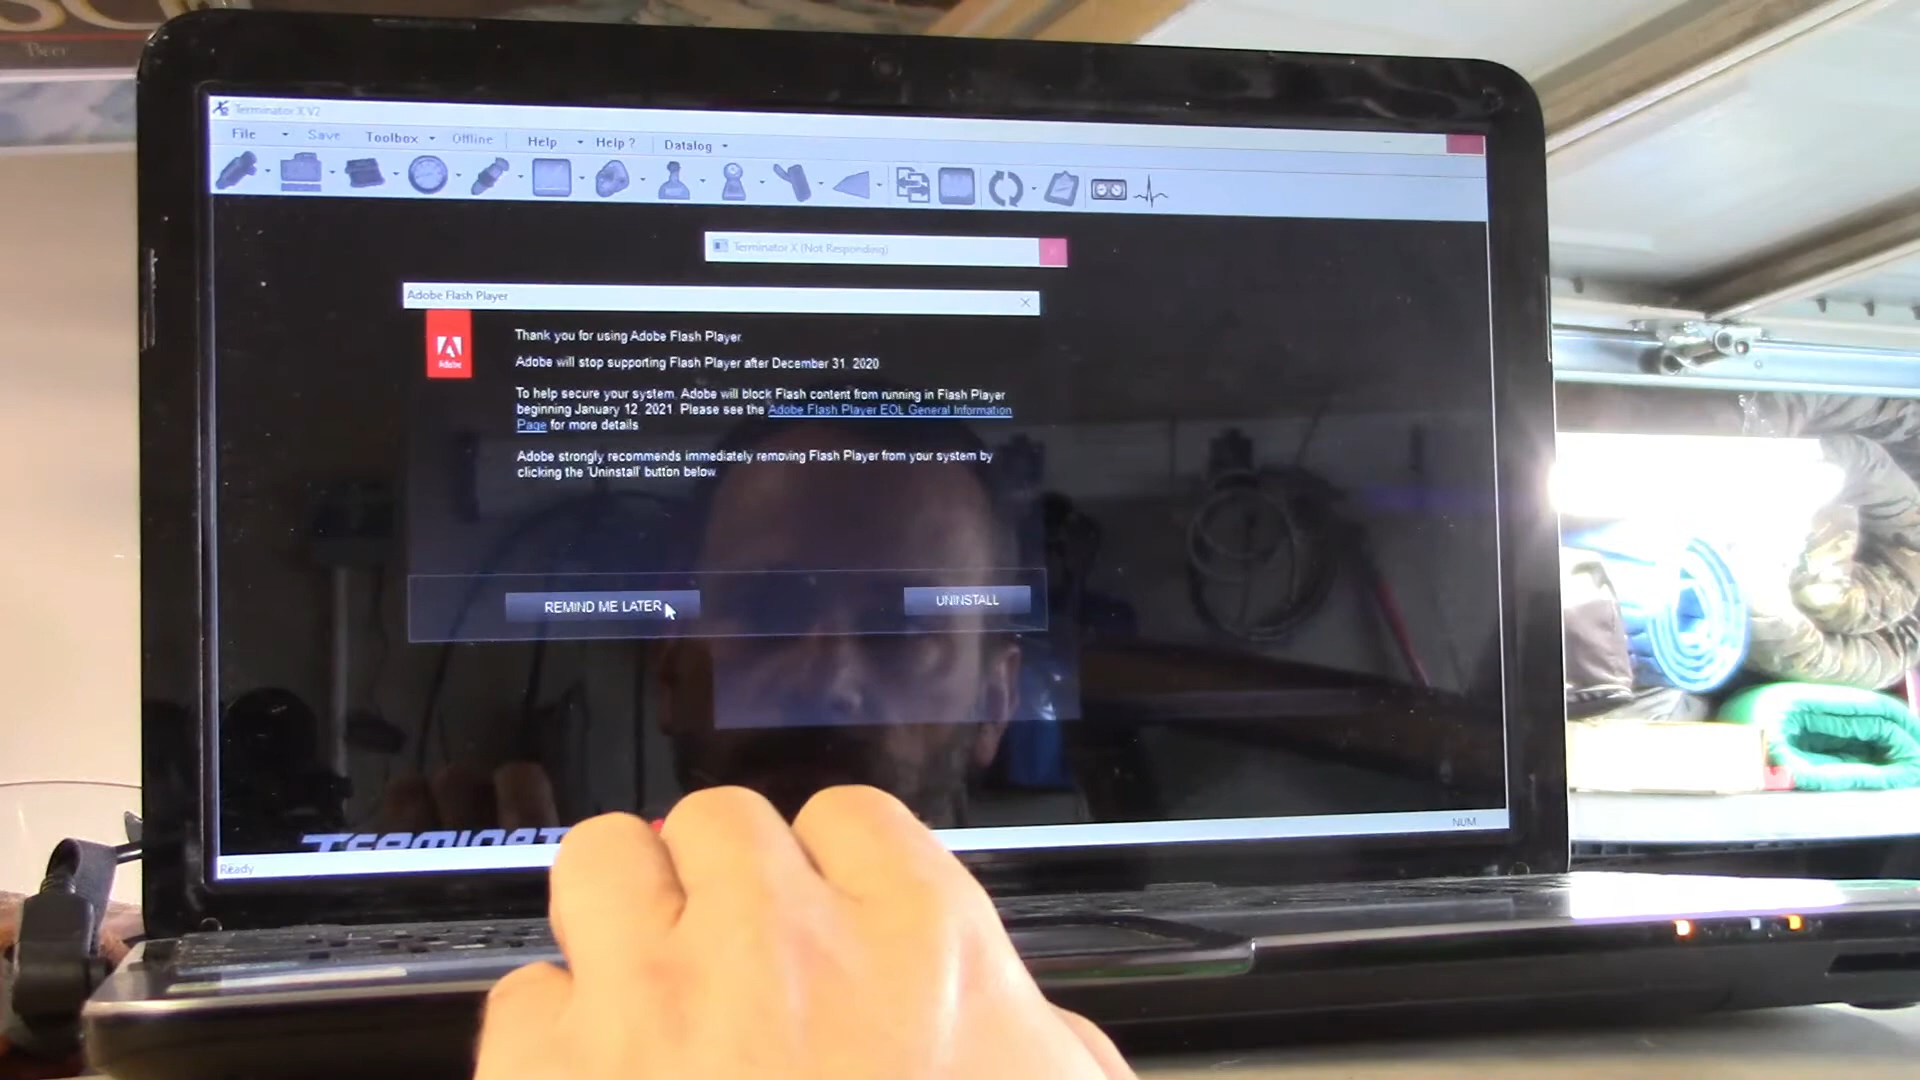 Beer
Terminator X V2
File Save Toolbox Offline Help Help ? Datalog
Terminator X (Not Responding)
Adobe Flash Player
Adobe
Thank you for using Adobe Flash Player.
Adobe will stop supporting Flash Player after December 31, 2020.
To help secure your system, Adobe will block Flash content from running in Flash Player
beginning January 12, 2021. Please see the Adobe Flash Player EOL General Information
Page for more details.
Adobe strongly recommends immediately removing Flash Player from your system by
clicking the 'Uninstall' button below.
REMIND ME LATER UNINSTALL
NUM
Ready